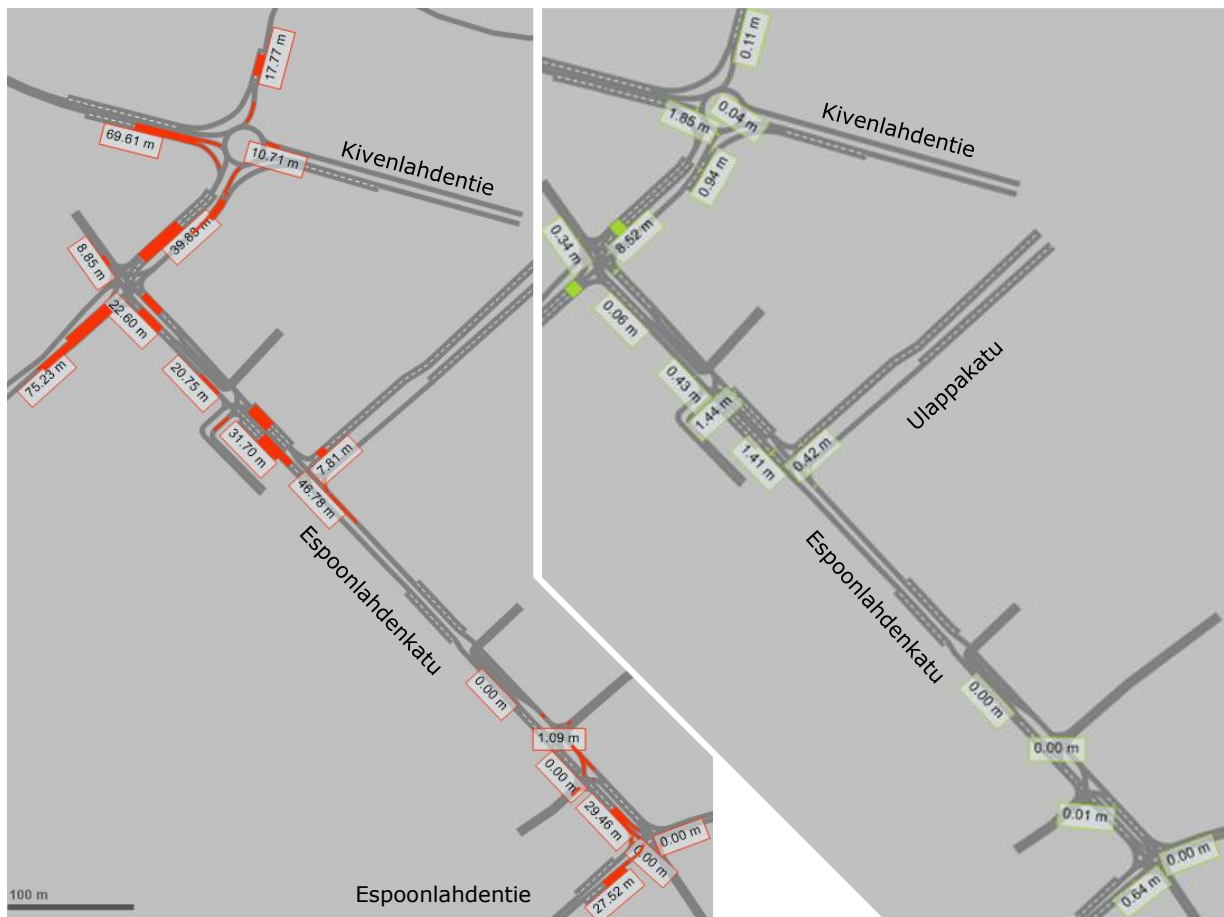 17.77 m
69.61 m
10.71 m
Kivenlahdentie
39.83 m
8.85 m
22.60 m
75.23 m
20.75 m
31.70 m
7.81 m
46.78 m
Espoonlahdenkatu
0.00 m
1.09 m
0.00 m
29.46 m
0.00 m
0.00 m
27.52 m
Espoonlahdentie
100 m
0.11 m
Kivenlahdentie
1.85 m
0.04 m
0.94 m
0.34 m
8.52 m
0.06 m
Ulappakatu
0.43 m
1.44 m
1.41 m
0.42 m
Espoonlahdenkatu
0.00 m
0.00 m
0.01 m
0.00 m
0.64 m